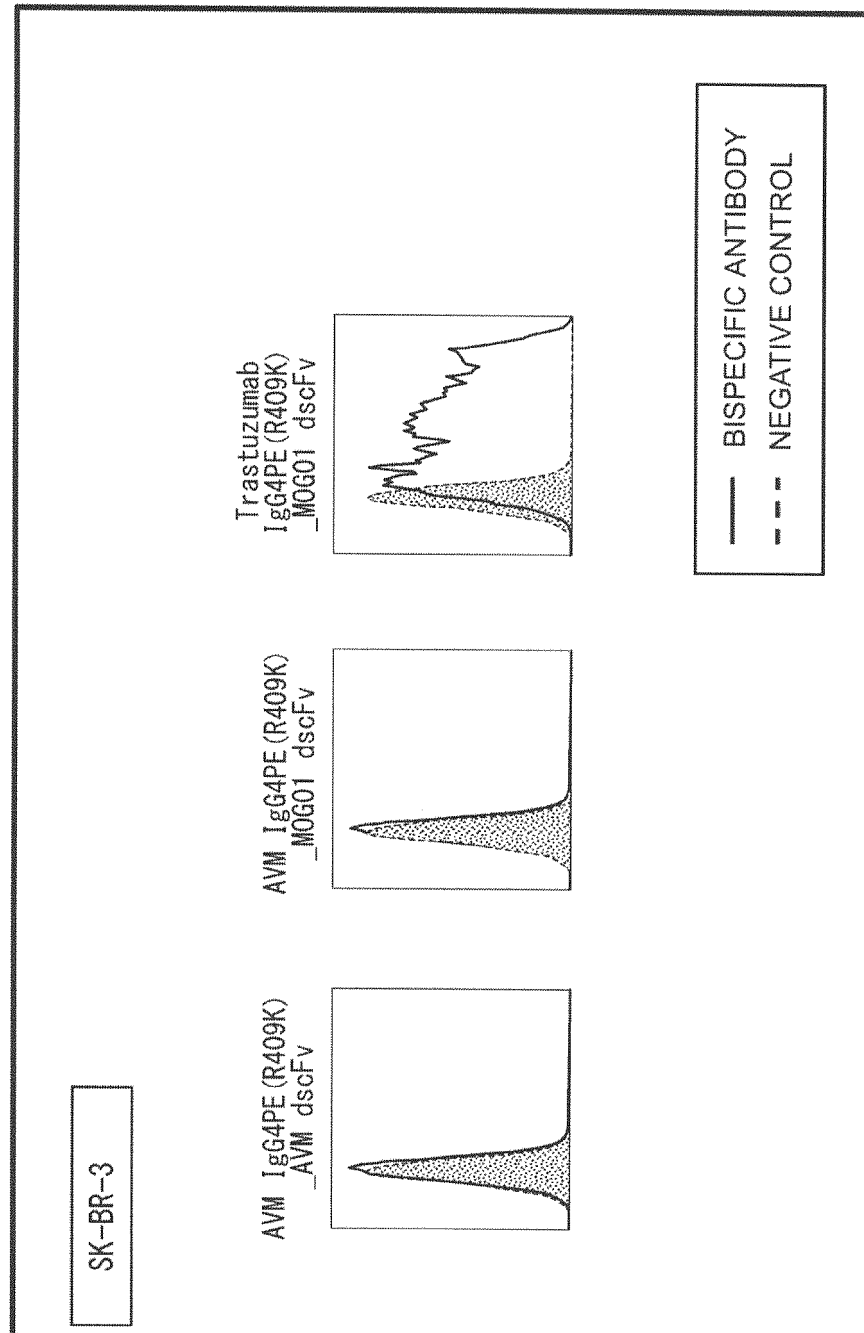 SK-BR-3
AVM IgG4PE(R409K)
_AVM dscFv
AVM IgG4PE(R409K)
_MOG01 dscFv
Trastuzumab
IgG4PE(R409K)
_MOG01 dscFv
BISPECIFIC ANTIBODY
NEGATIVE CONTROL